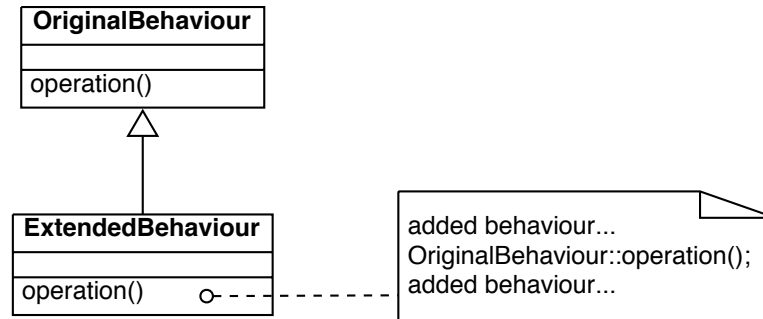 OriginalBehaviour
operation()
ExtendedBehaviour
operation()
added behaviour...
OriginalBehaviour::operation();
added behaviour...